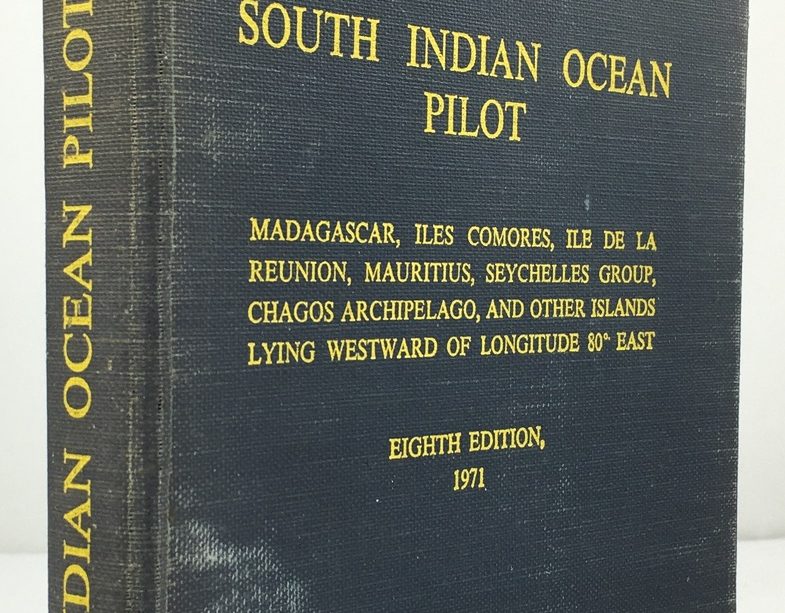 SOUTH INDIAN OCEAN
PILOT
MADAGASCAR, ILES COMORES, ILE DE LA
REUNION, MAURITIUS, SEYCHELLES GROUP,
CHAGOS ARCHIPELAGO, AND OTHER ISLANDS
LYING WESTWARD OF LONGITUDE 80° EAST
EIGHTH EDITION,
1971
NDIAN OCEAN PILOT